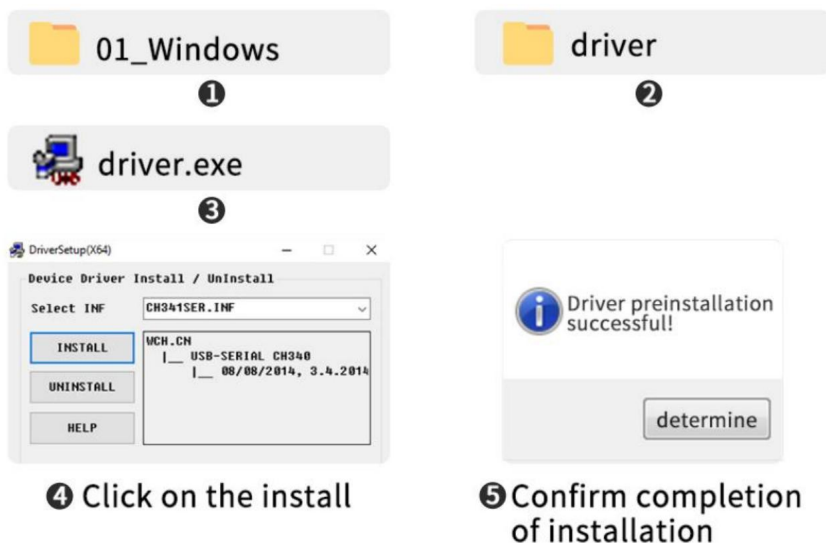 01_Windows
❶
driver
❷
driver.exe
❸
DriverSetup(X64)
Device Driver Install / UnInstall
Select INF
CH341SER.INF
INSTALL
UNINSTALL
HELP
WCH.CN
|__ USB-SERIAL CH340
|__ 08/08/2014, 3.4.2014
❹ Click on the install
Driver preinstallation
successful!
determine
❺ Confirm completion
of installation